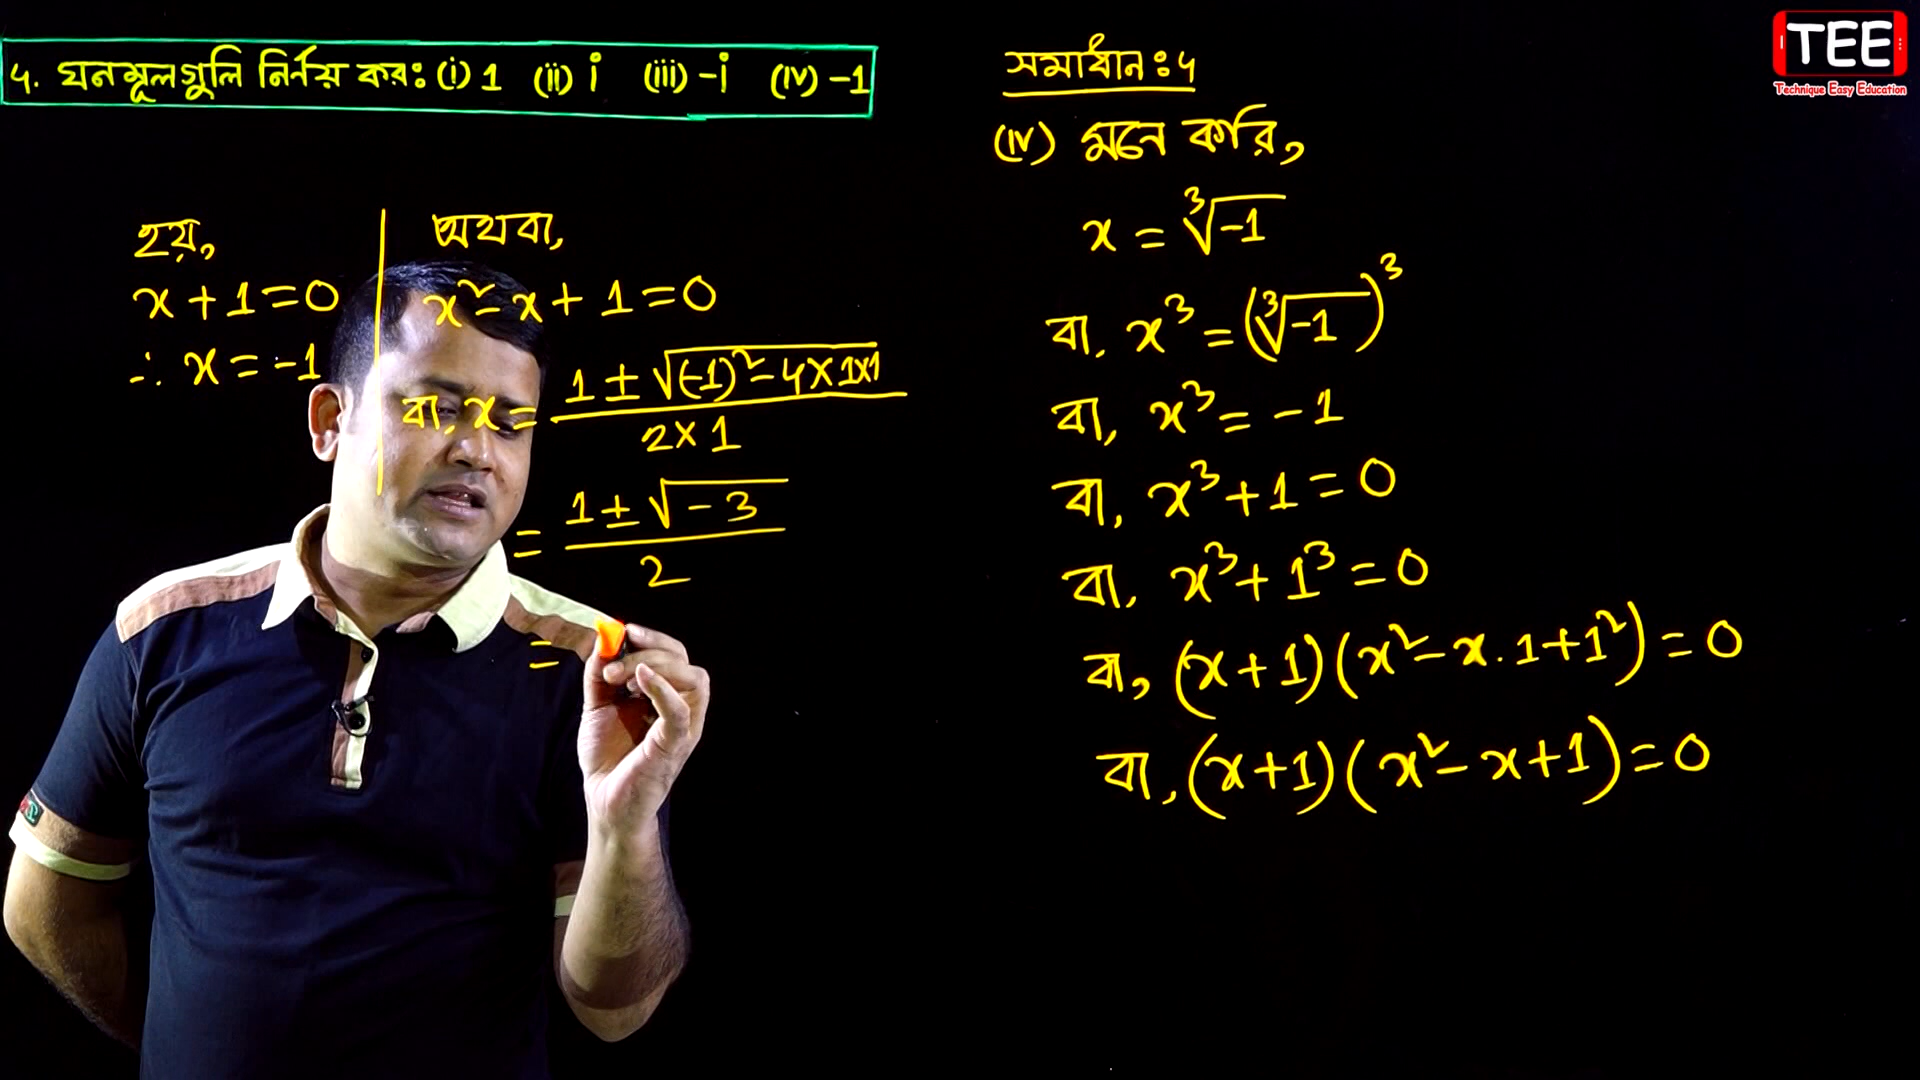 ৭. ঘনমূলগুলি নির্ণয় করঃ (i) 1 (ii) i (iii) -i (iv) -1
TEE
Technique Easy Education
সমাধানঃ ৭
(iv) মনে করি,
x = ∛-1
বা, x³ = (∛-1)³
বা, x³ = -1
বা, x³+1=0
বা, x³+1³=0
বা, (x+1)(x²-x.1+1²)=0
বা, (x+1)(x²-x+1)=0
হয়,
x+1=0
∴ x=-1
অথবা,
x²-x+1=0
বা, x = (1±√(-1)²-4×1×1)/(2×1)
= (1±√-3)/2
=